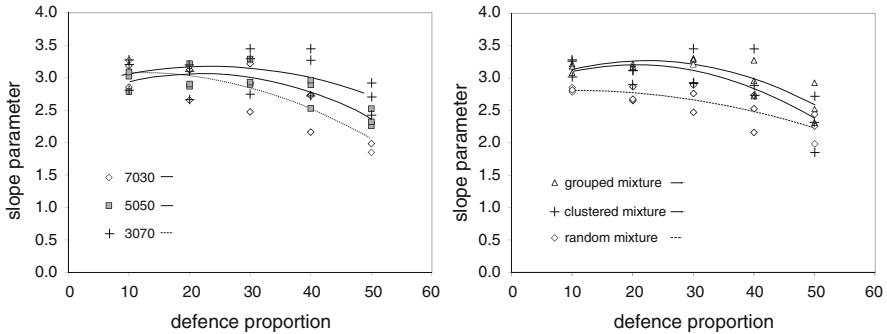 slope parameter
4.0
3.5
3.0
2.5
2.0
1.5
1.0
0.5
0.0
7030
5050
3070
0 10 20 30 40 50 60
defence proportion
slope parameter
4.0
3.5
3.0
2.5
2.0
1.5
1.0
0.5
0.0
grouped mixture
clustered mixture
random mixture
0 10 20 30 40 50 60
defence proportion